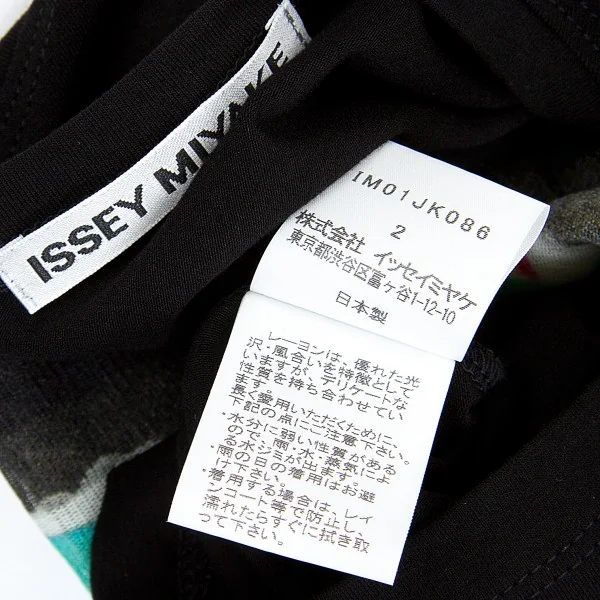 ISSEY MIYAKE
IM01JK086
2
株式会社 イッセイミヤケ
東京都渋谷区富ヶ谷1-12-10
日本製
レーヨンは、優れた光
沢・風合いを特徴として
いますが、デリケートな
性質を持ち合わせてい
ます。
長く愛用いただくために、
下記の点にご注意下さい。
・水分に弱い性質がある
ので、雨・水・蒸気によ
る水ジミが出ます。
・雨の日の着用はお避
け下さい。
・着用する場合は、レイ
ンコート等で防止し、
濡れたらすぐに拭き取
って下さい。